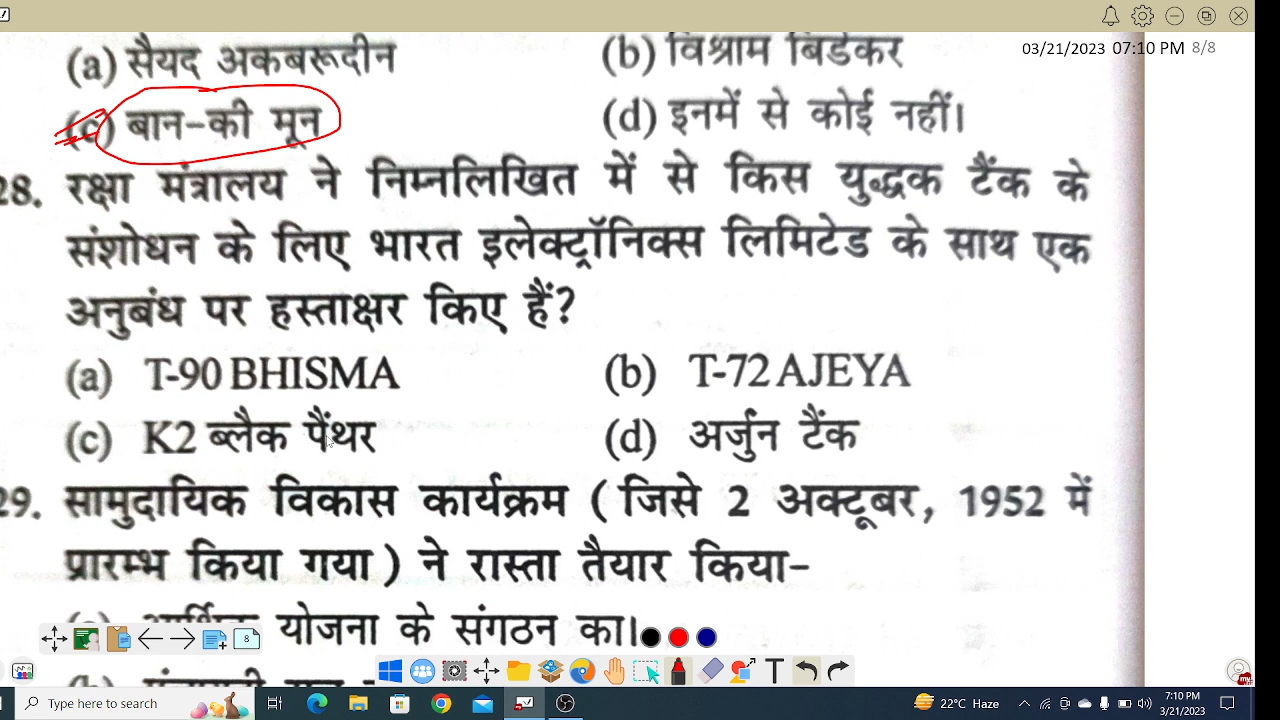 03/21/2023 07:10 PM 8/8
(a) सैयद अकबरूदीन (b) विश्राम बिडेकर
(c) बान-की मून (d) इनमें से कोई नहीं।
28. रक्षा मंत्रालय ने निम्नलिखित में से किस युद्धक टैंक के
संशोधन के लिए भारत इलेक्ट्रॉनिक्स लिमिटेड के साथ एक
अनुबंध पर हस्ताक्षर किए हैं?
(a) T-90 BHISMA (b) T-72 AJEYA
(c) K2 ब्लैक पैंथर (d) अर्जुन टैंक
29. सामुदायिक विकास कार्यक्रम ( जिसे 2 अक्टूबर, 1952 में
प्रारम्भ किया गया ) ने रास्ता तैयार किया-
योजना के संगठन का।
8
T
Type here to search
22°C Haze
7:10 PM
3/21/2023